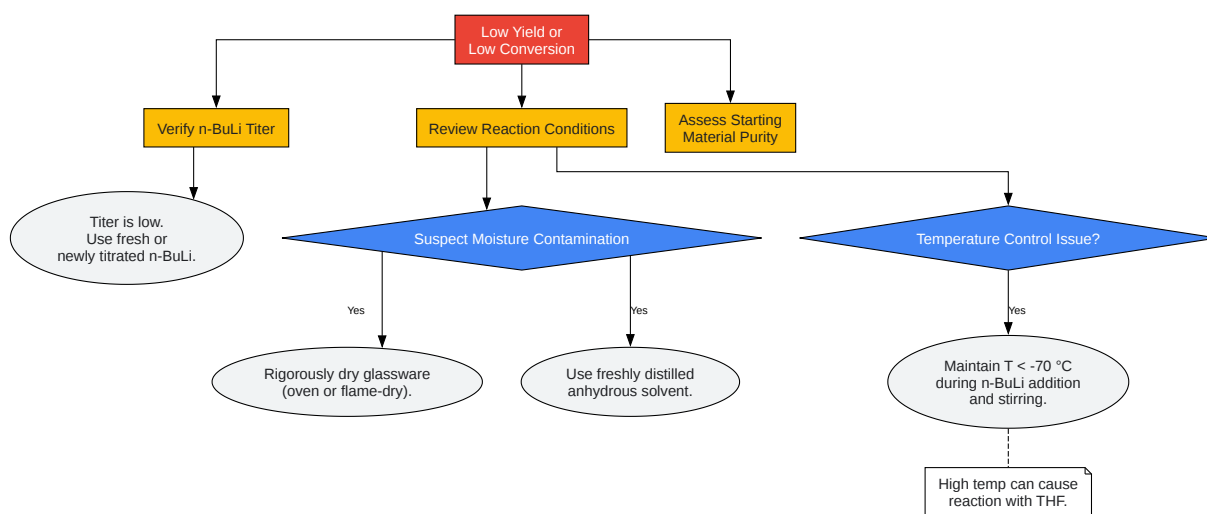 Low Yield or
Low Conversion
Verify n-BuLi Titer
Review Reaction Conditions
Assess Starting
Material Purity
Titer is low.
Use fresh or
newly titrated n-BuLi.
Suspect Moisture Contamination
Temperature Control Issue?
Yes
Yes
Yes
Rigorously dry glassware
(oven or flame-dry).
Use freshly distilled
anhydrous solvent.
Maintain T < -70 °C
during n-BuLi addition
and stirring.
High temp can cause
reaction with THF.